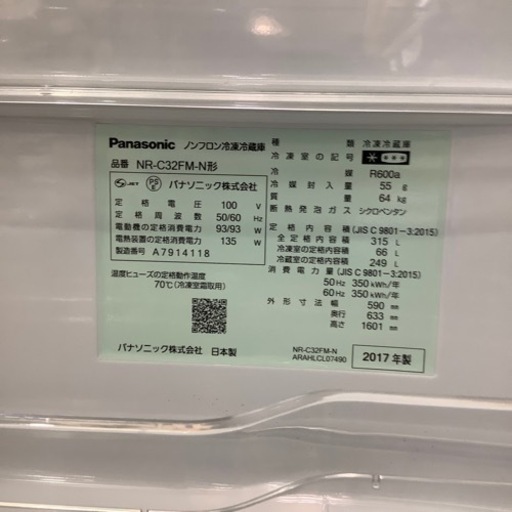 Panasonic ノンフロン冷凍冷蔵庫
品番 NR-C32FM-N形
JET PS E パナソニック株式会社
定格電圧 100 V
定格周波数 50/60 Hz
電動機の定格消費電力 93/93 W
電熱装置の定格消費電力 135 W
製造番号 A7914118
温度ヒューズの定格動作温度
70℃(冷凍室霜取用)
パナソニック株式会社 日本製
種類 冷凍冷蔵庫
冷凍室の記号
冷媒 R600a
冷媒封入量 55 g
質量 64 kg
断熱発泡ガス シクロペンタン
定格内容積 (JIS C 9801-3:2015)
全定格内容積 315 L
冷凍室の定格内容積 66 L
冷蔵室の定格内容積 249 L
消費電力量(JIS C 9801-3:2015)
50Hz 350 kWh/年
60Hz 350 kWh/年
外形寸法 幅 590 mm
奥行 633 mm
高さ 1601 mm
NR-C32FM-N
ARAHLCL07490
2017 年製